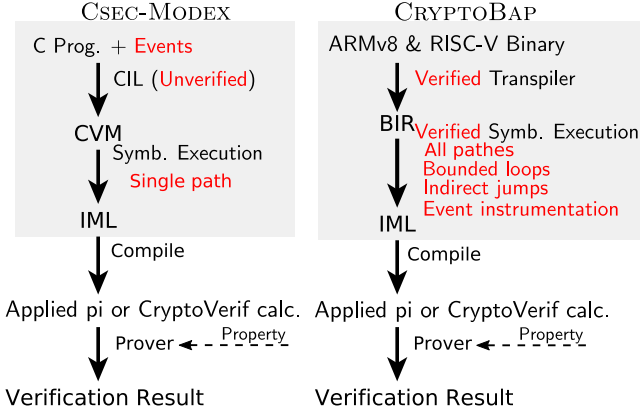 CSEC-MODEX
C Prog. + Events
CIL (Unverified)
CVM
Symb. Execution
Single path
IML
Compile
Applied pi or CryptoVerif calc.
Prover
Property
Verification Result
CRYPTOBAP
ARMv8 & RISC-V Binary
Verified Transpiler
BIR
Verified Symb. Execution
All pathes
Bounded loops
Indirect jumps
Event instrumentation
IML
Compile
Applied pi or CryptoVerif calc.
Prover
Property
Verification Result